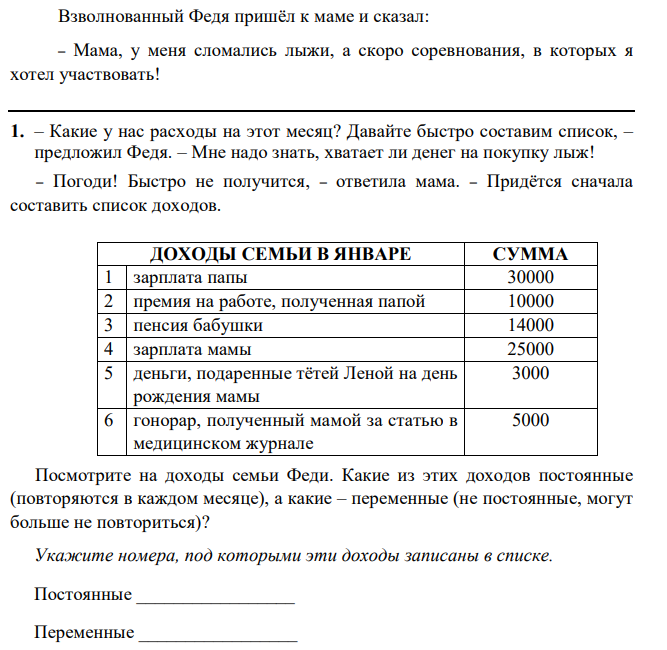 Взволнованный Федя пришёл к маме и сказал:
– Мама, у меня сломались лыжи, а скоро соревнования, в которых я
хотел участвовать!
1. – Какие у нас расходы на этот месяц? Давайте быстро составим список, –
предложил Федя. – Мне надо знать, хватает ли денег на покупку лыж!
– Погоди! Быстро не получится, – ответила мама. – Придётся сначала
составить список доходов.
ДОХОДЫ СЕМЬИ В ЯНВАРЕ СУММА
1 зарплата папы 30000
2 премия на работе, полученная папой 10000
3 пенсия бабушки 14000
4 зарплата мамы 25000
5 деньги, подаренные тётей Леной на день 3000
рождения мамы
6 гонорар, полученный мамой за статью в 5000
медицинском журнале
Посмотрите на доходы семьи Феди. Какие из этих доходов постоянные
(повторяются в каждом месяце), а какие – переменные (не постоянные, могут
больше не повториться)?
Укажите номера, под которыми эти доходы записаны в списке.
Постоянные _________________
Переменные _________________